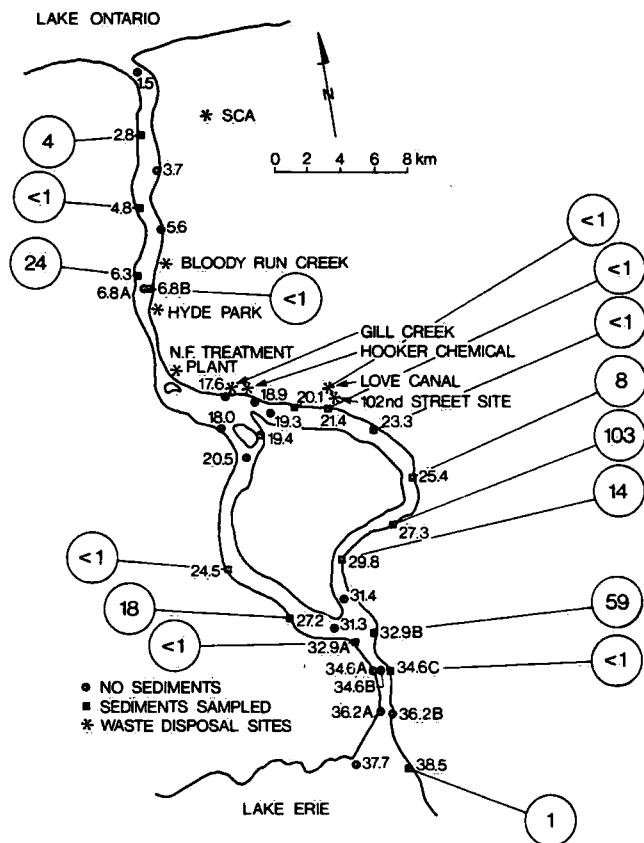 LAKE ONTARIO
1.5
SCA
N
4
2.8
0 2 4 6 8 km
3.7
<1
4.8
5.6
<1
24
6.3
BLOODY RUN CREEK
<1
6.8A
6.8B
<1
HYDE PARK
GILL CREEK
<1
N.F. TREATMENT
PLANT
HOOKER CHEMICAL
17.6
18.9
20.1
LOVE CANAL
102nd STREET SITE
8
18.0
19.3
21.4
23.3
19.4
103
20.5
25.4
14
27.3
<1
24.5
29.8
31.4
59
18
27.2
31.3
32.9B
<1
32.9A
34.6A
34.6C
<1
34.6B
NO SEDIMENTS
SEDIMENTS SAMPLED
WASTE DISPOSAL SITES
36.2A
36.2B
37.7
38.5
LAKE ERIE
1